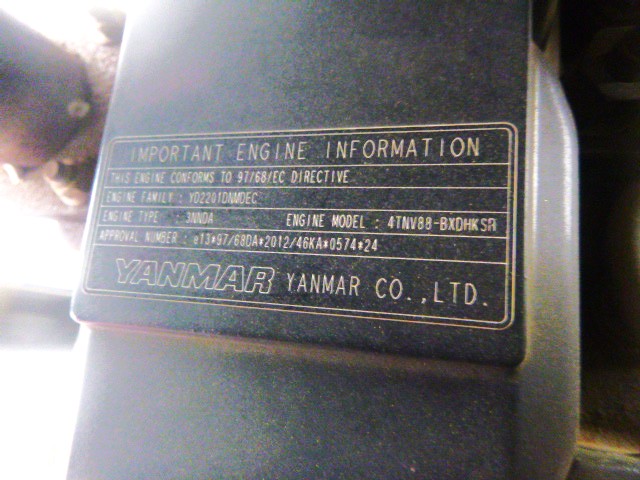 IMPORTANT ENGINE INFORMATION
THIS ENGINE CONFORMS TO 97/68/EC DIRECTIVE
ENGINE FAMILY : YD2201DNMDEC
ENGINE TYPE : 3NNDA ENGINE MODEL : 4TNV88-BXDHKSR
APPROVAL NUMBER : e13*97/68DA*2012/46KA*0574*24
YANMAR YANMAR CO.,LTD.